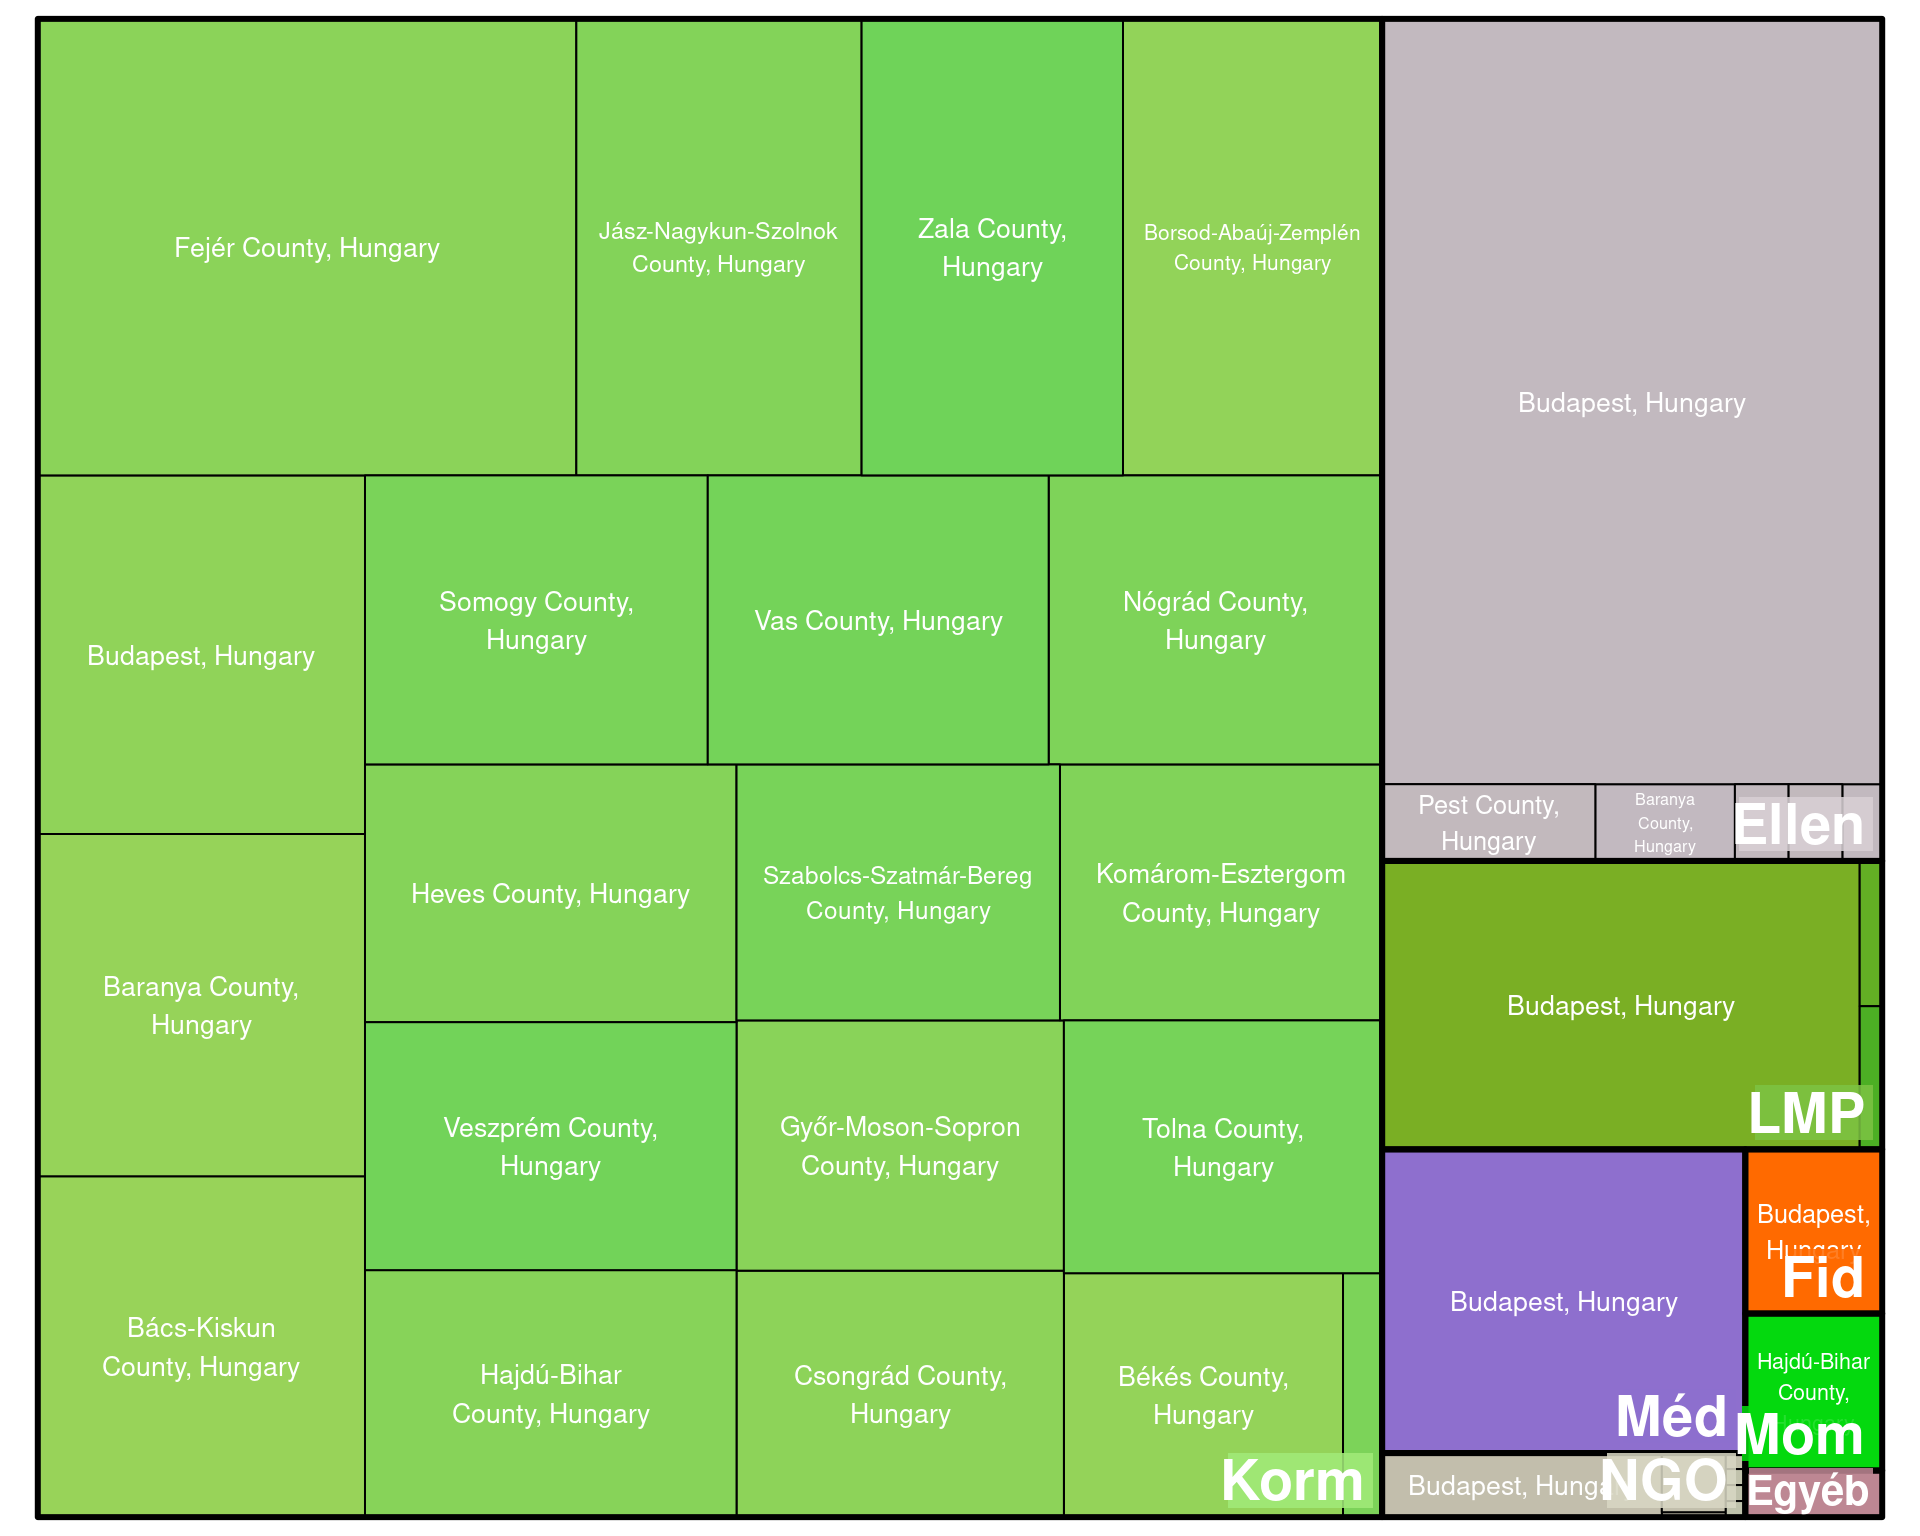 Fejér County, Hungary
Jász-Nagykun-Szolnok
County, Hungary
Zala County,
Hungary
Borsod-Abaúj-Zemplén
County, Hungary
Budapest, Hungary
Somogy County,
Hungary
Vas County, Hungary
Nógrád County,
Hungary
Baranya County,
Hungary
Heves County, Hungary
Szabolcs-Szatmár-Bereg
County, Hungary
Komárom-Esztergom
County, Hungary
Veszprém County,
Hungary
Győr-Moson-Sopron
County, Hungary
Tolna County,
Hungary
Bács-Kiskun
County, Hungary
Hajdú-Bihar
County, Hungary
Csongrád County,
Hungary
Békés County,
Hungary
Korm
Budapest, Hungary
Pest County,
Hungary
Baranya
County,
Hungary
Ellen
Budapest, Hungary
LMP
Budapest, Hungary
Méd
Budapest,
Hungary
Fid
Hajdú-Bihar
County,
Hungary
Mom
Budapest, Hungary
NGO
Egyéb